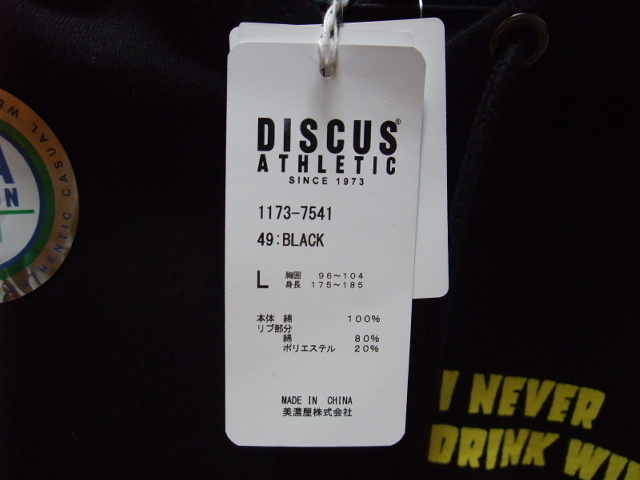 DISCUS®
ATHLETIC
SINCE 1973
1173-7541
49:BLACK
L 胸囲 96～104
身長 175～185
本体 綿 100%
リブ部分
綿 80%
ポリエステル 20%
MADE IN CHINA
美濃屋株式会社
I NEVER
DRINK
CASUAL